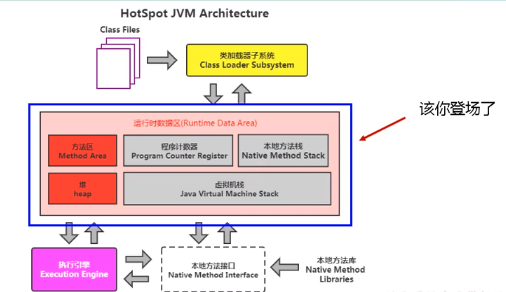 HotSpot JVM Architecture
Class Files
类加载器子系统
Class Loader Subsystem
该你登场了
运行时数据区(Runtime Data Area)
方法区
Method Area
程序计数器
Program Counter Register
本地方法栈
Native Method Stack
堆
heap
虚拟机栈
Java Virtual Machine Stack
执行引擎
Execution Engine
本地方法接口
Native Method Interface
本地方法库
Native Method
Libraries